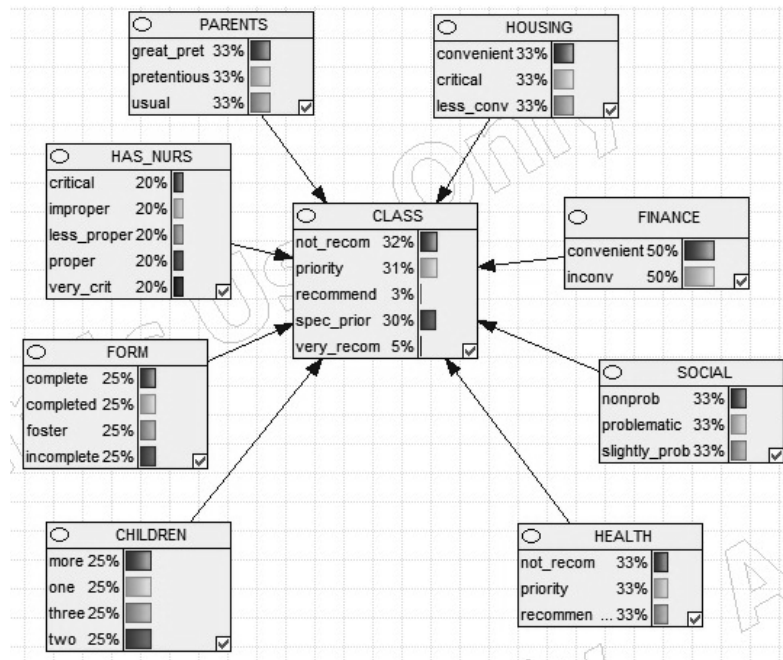 PARENTS
great_pret 33%
pretentious 33%
usual 33%
HOUSING
convenient 33%
critical 33%
less_conv 33%
HAS_NURS
critical 20%
improper 20%
less_proper 20%
proper 20%
very_crit 20%
CLASS
not_recom 32%
priority 31%
recommend 3%
spec_prior 30%
very_recom 5%
FINANCE
convenient 50%
inconv 50%
FORM
complete 25%
completed 25%
foster 25%
incomplete 25%
SOCIAL
nonprob 33%
problematic 33%
slightly_prob 33%
CHILDREN
more 25%
one 25%
three 25%
two 25%
HEALTH
not_recom 33%
priority 33%
recommen ... 33%
Only